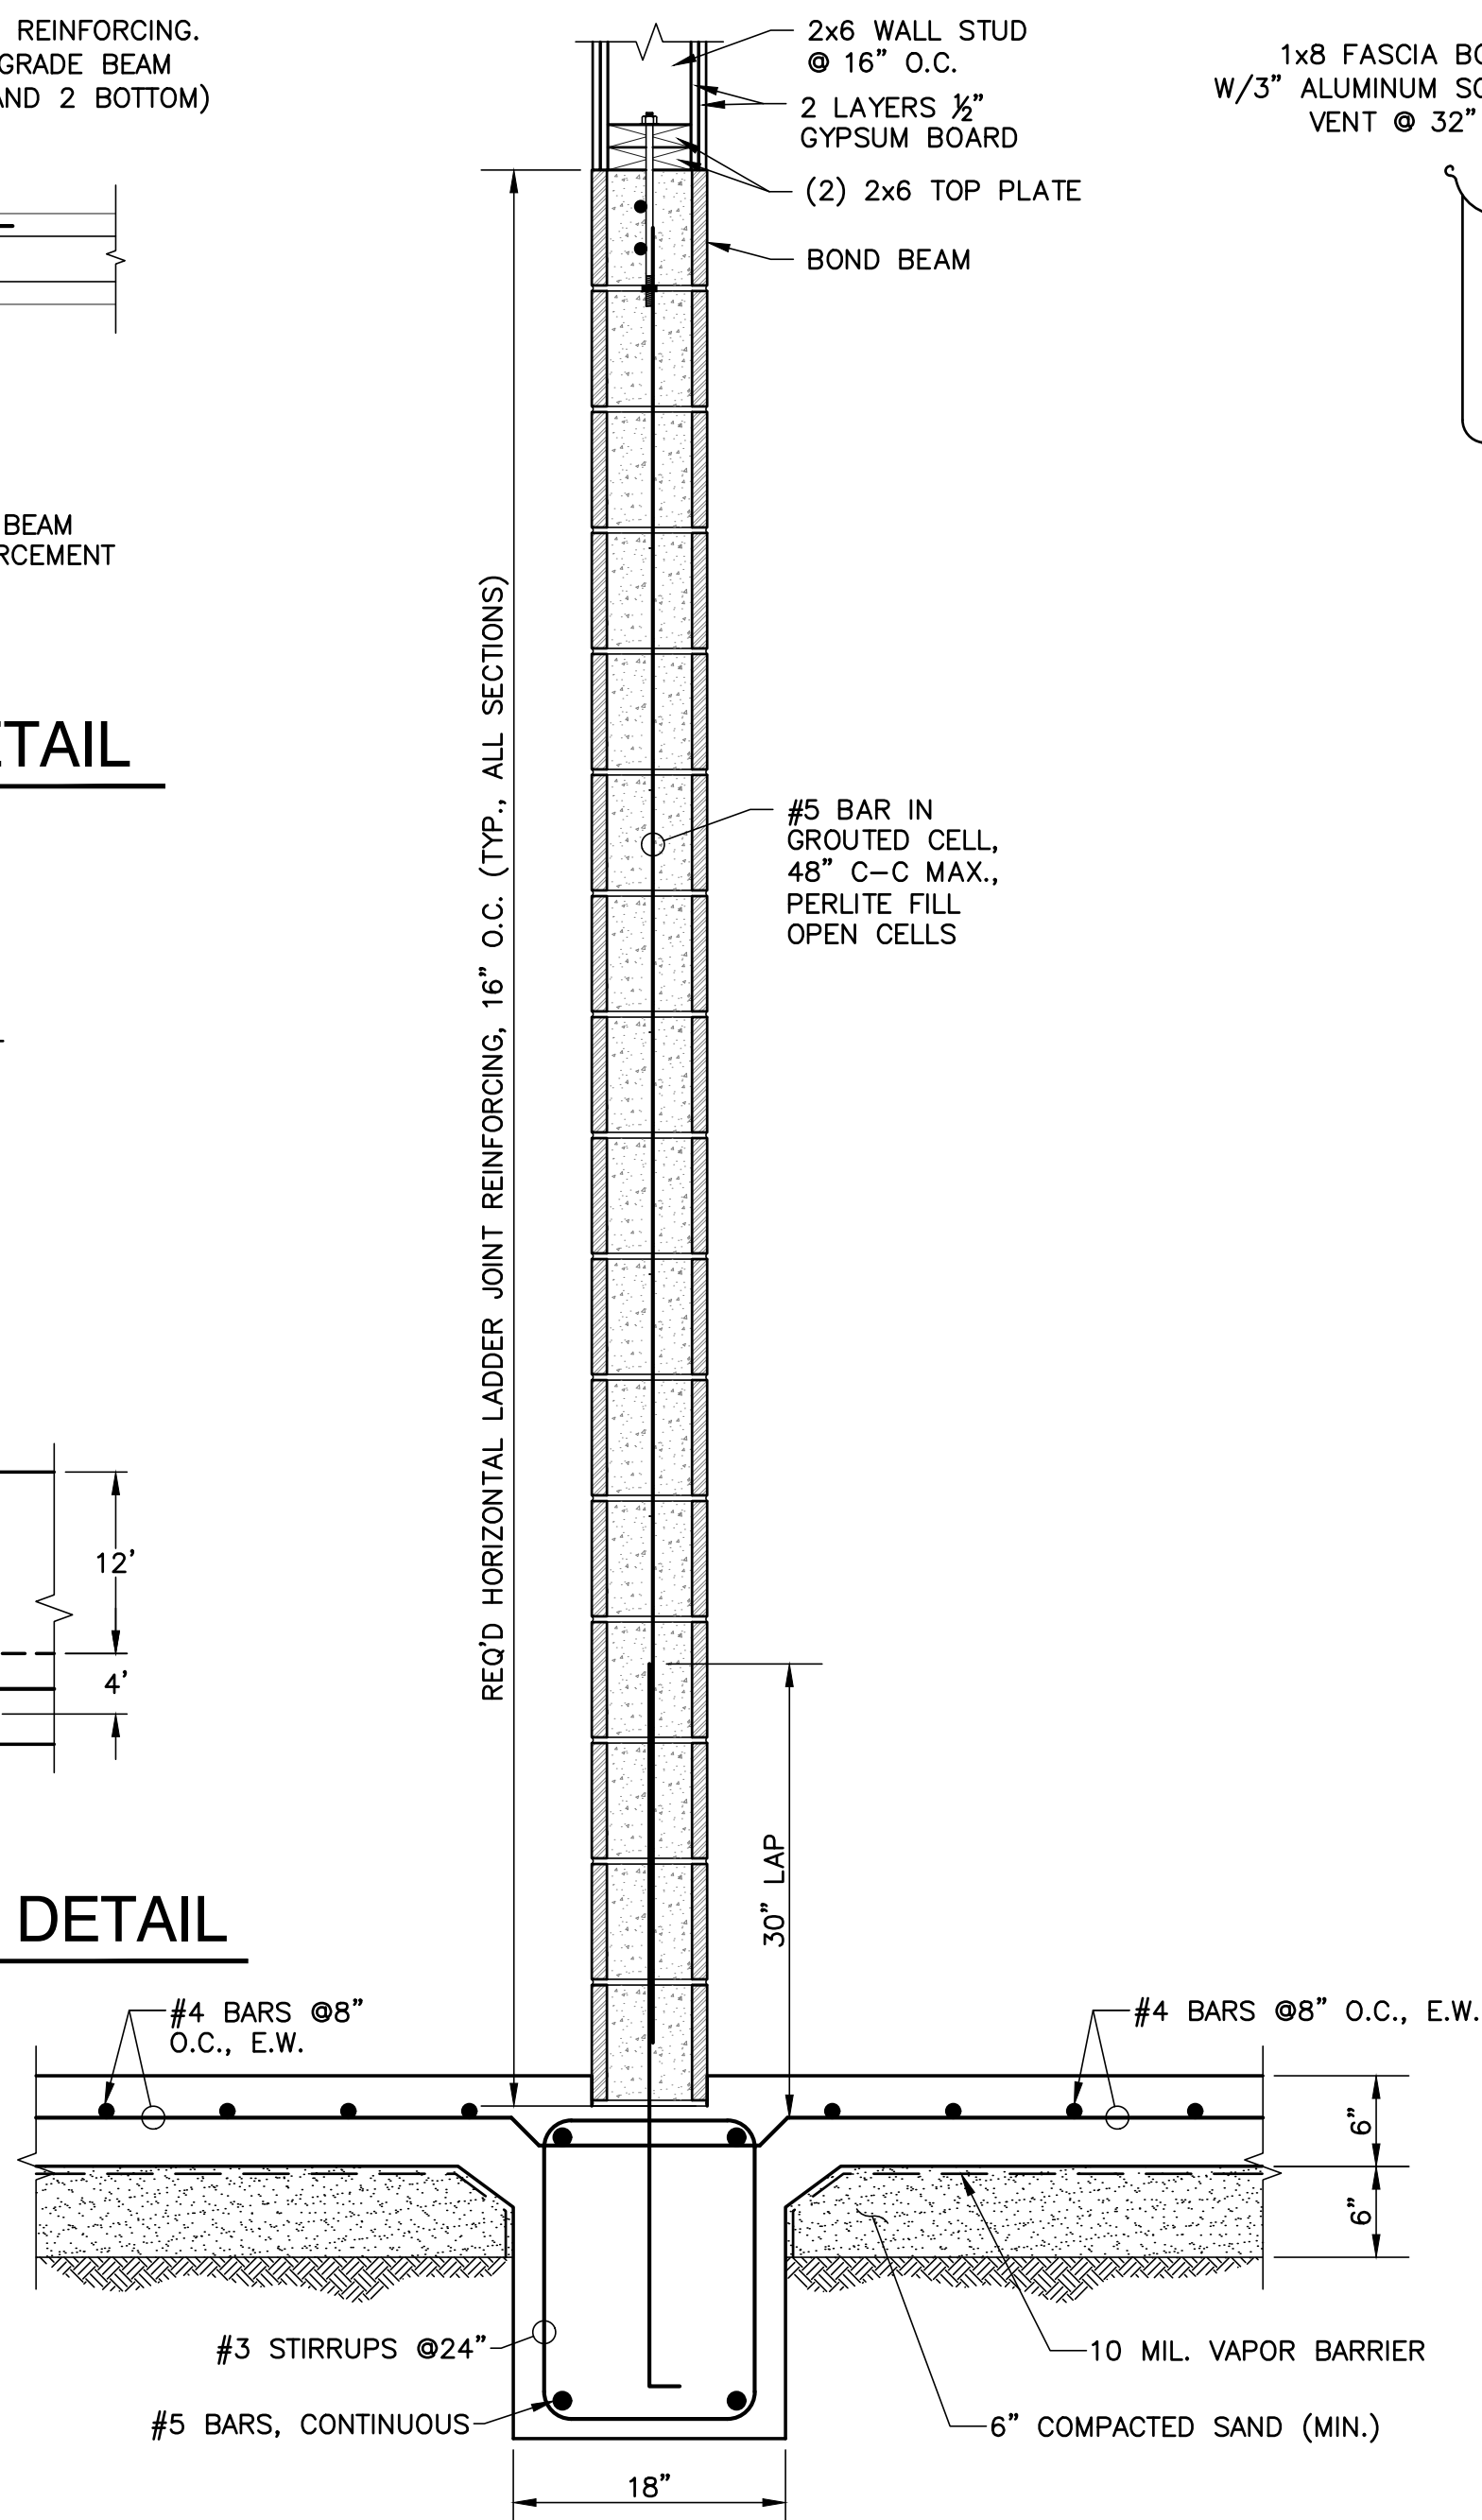 REINFORCING.
GRADE BEAM
AND 2 BOTTOM)
2x6 WALL STUD
@ 16" O.C.
2 LAYERS ½"
GYPSUM BOARD
(2) 2x6 TOP PLATE
BOND BEAM
1x8 FASCIA BO
W/3" ALUMINUM SO
VENT @ 32"
BEAM
RCEMENT
ETAIL
REQ'D HORIZONTAL LADDER JOINT REINFORCING, 16" O.C. (TYP., ALL SECTIONS)
#5 BAR IN
GROUTED CELL,
48" C-C MAX.,
PERLITE FILL
OPEN CELLS
12'
4'
30" LAP
DETAIL
#4 BARS @8"
O.C., E.W.
#4 BARS @8" O.C., E.W.
6"
6"
#3 STIRRUPS @24"
#5 BARS, CONTINUOUS
10 MIL. VAPOR BARRIER
6" COMPACTED SAND (MIN.)
18"